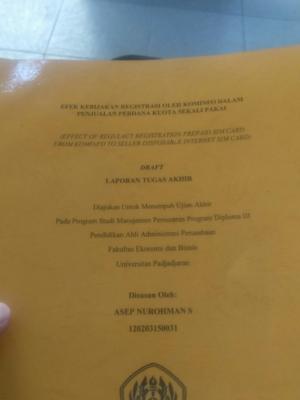 EFEK KEBIJAKAN REGISTRASI OLEH KOMINFO DALAM
PENJUALAN PERDANA KUOTA SEKALI PAKAI
(EFFECT OF REGULACT REGISTRATION PREPAID SIM CARD
FROM KOMINFO TO SELLER DISPOSABLE INTERNET SIM CARD)
DRAFT
LAPORAN TUGAS AKHIR
Diajukan Untuk Menempuh Ujian Akhir
Pada Program Studi Manajemen Pemasaran Program Diploma III
Pendidikan Ahli Administrasi Perusahaan
Fakultas Ekonomi dan Bisnis
Universitas Padjadjaran
Disusun Oleh:
ASEP NUROHMAN S
120203150031